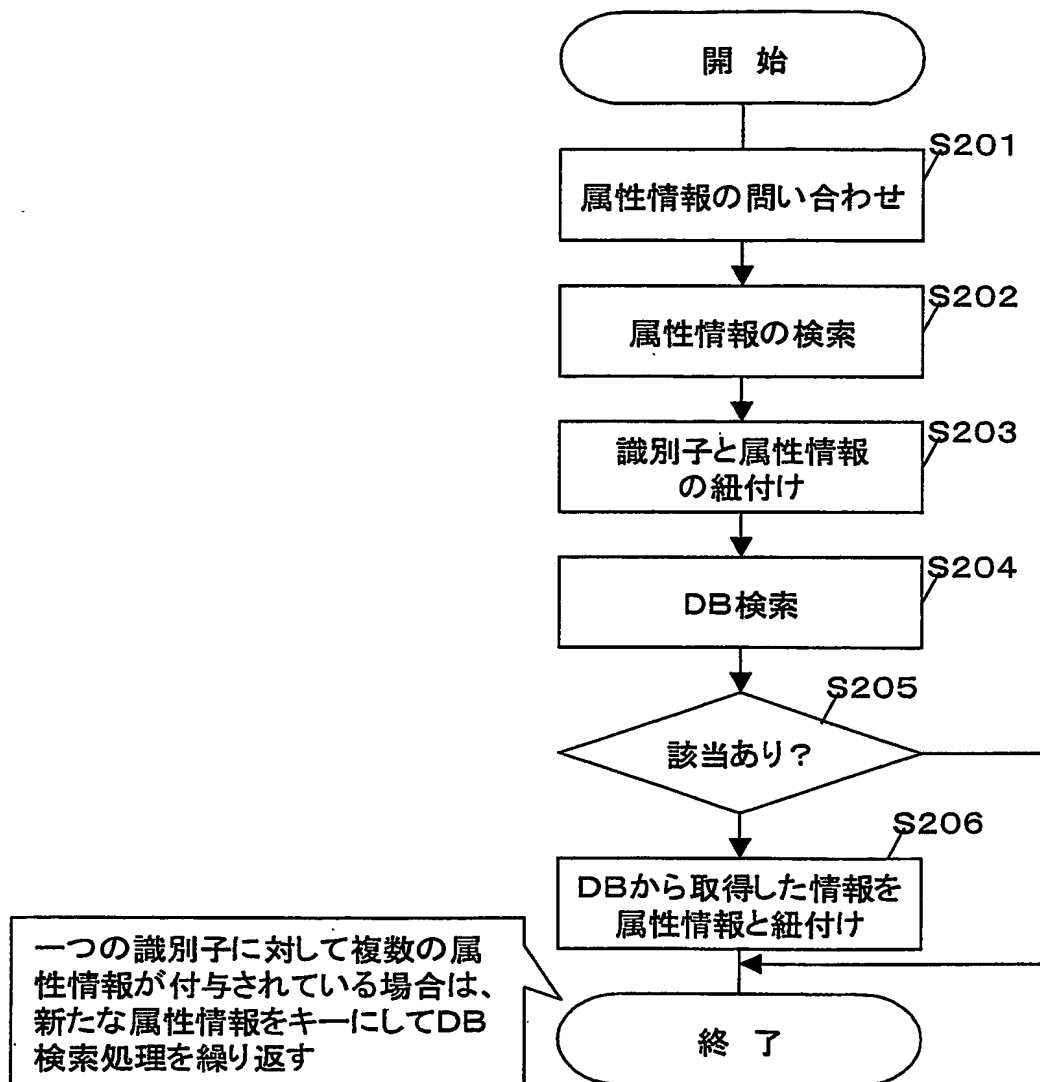 開 始
S201
属性情報の問い合わせ
S202
属性情報の検索
S203
識別子と属性情報
の紐付け
S204
DB検索
S205
該当あり?
S206
DBから取得した情報を
属性情報と紐付け
一つの識別子に対して複数の属
性情報が付与されている場合は、
新たな属性情報をキーにしてDB
検索処理を繰り返す
終 了